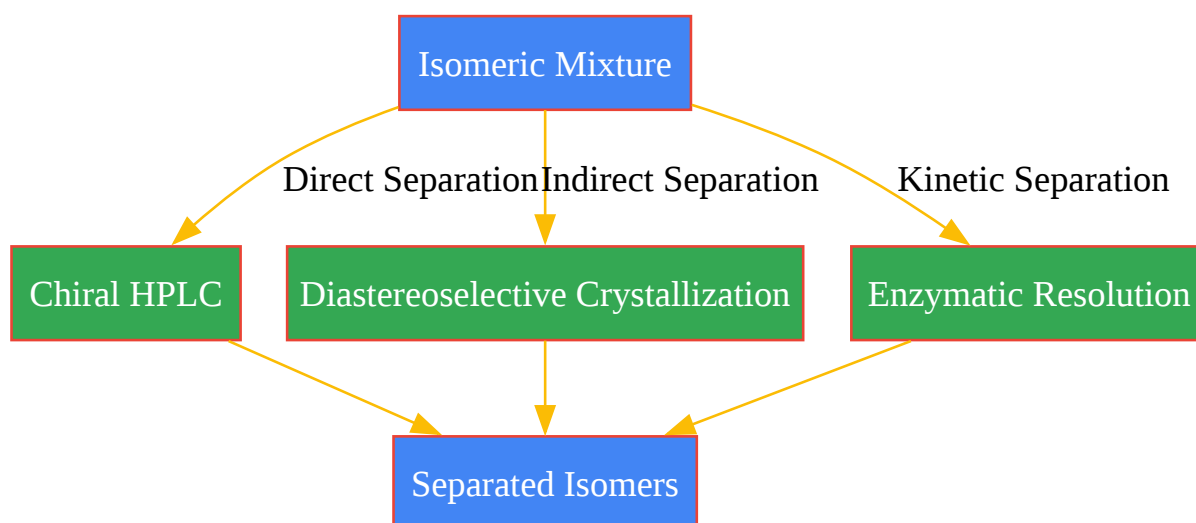 Isomeric Mixture
Direct Separation
Indirect Separation
Kinetic Separation
Chiral HPLC
Diastereoselective Crystallization
Enzymatic Resolution
Separated Isomers